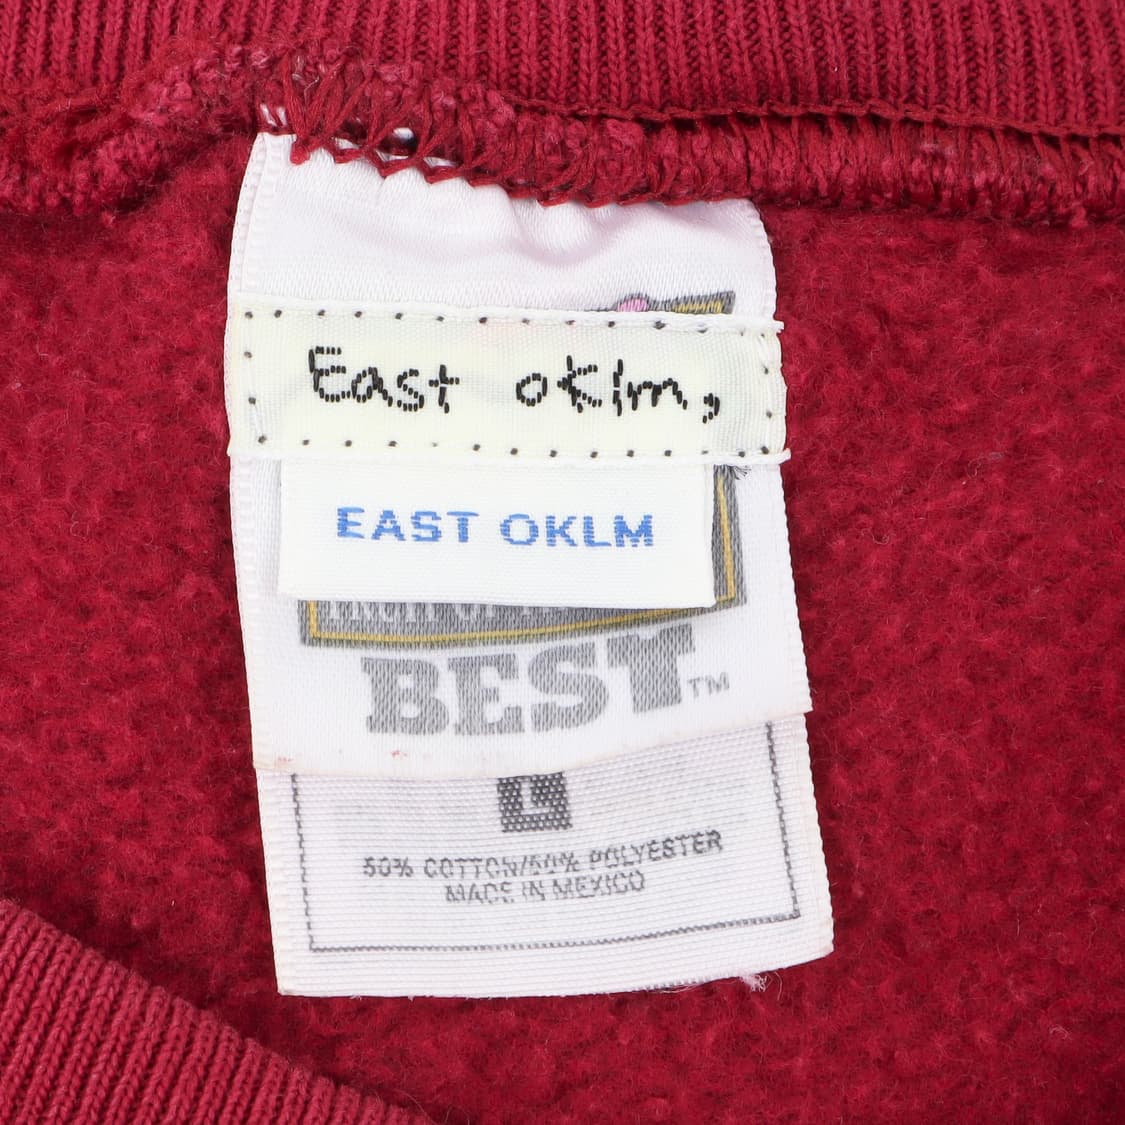 East oklm,
EAST OKLM
BEST™
L
50% COTTON/50% POLYESTER
MADE IN MEXICO